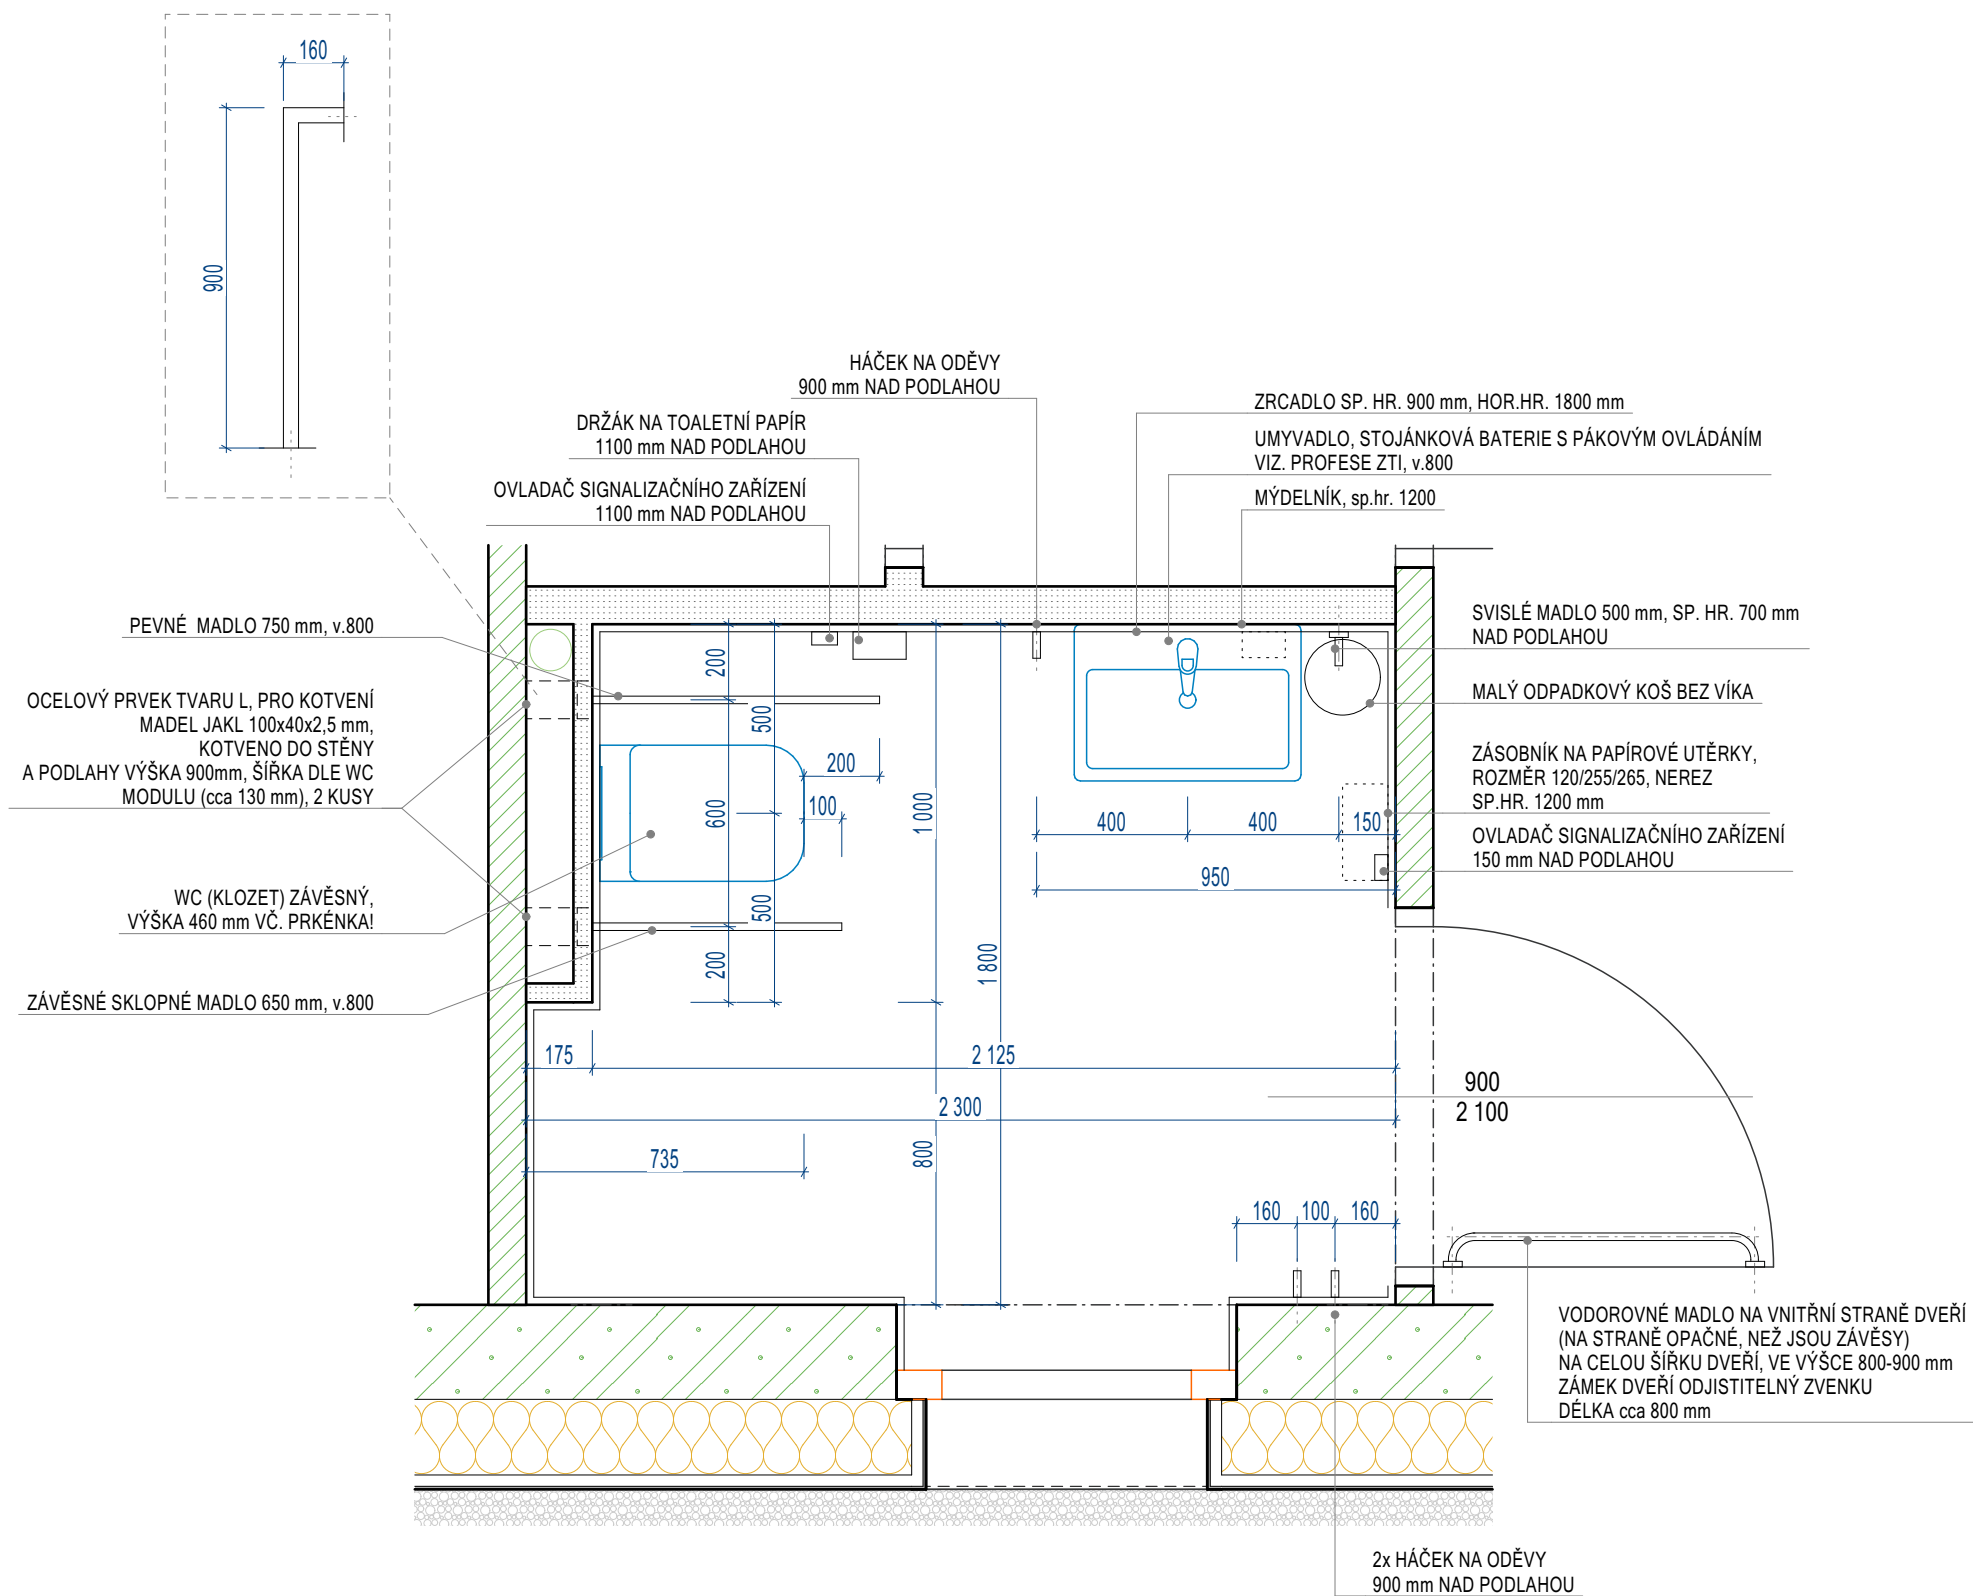 160
900
HÁČEK NA ODĚVY
900 mm NAD PODLAHOU
DRŽÁK NA TOALETNÍ PAPÍR
1100 mm NAD PODLAHOU
OVLADAČ SIGNALIZAČNÍHO ZAŘÍZENÍ
1100 mm NAD PODLAHOU
ZRCADLO SP. HR. 900 mm, HOR.HR. 1800 mm
UMYVADLO, STOJÁNKOVÁ BATERIE S PÁKOVÝM OVLÁDÁNÍM
VIZ. PROFESE ZTI, v.800
MÝDELNÍK, sp.hr. 1200
PEVNÉ MADLO 750 mm, v.800
OCELOVÝ PRVEK TVARU L, PRO KOTVENÍ
MADEL JAKL 100x40x2,5 mm,
KOTVENO DO STĚNY
A PODLAHY VÝŠKA 900mm, ŠÍŘKA DLE WC
MODULU (cca 130 mm), 2 KUSY
WC (KLOZET) ZÁVĚSNÝ,
VÝŠKA 460 mm VČ. PRKÉNKA!
ZÁVĚSNÉ SKLOPNÉ MADLO 650 mm, v.800
SVISLÉ MADLO 500 mm, SP. HR. 700 mm
NAD PODLAHOU
MALÝ ODPADKOVÝ KOŠ BEZ VÍKA
ZÁSOBNÍK NA PAPÍROVÉ UTĚRKY,
ROZMĚR 120/255/265, NEREZ
SP.HR. 1200 mm
OVLADAČ SIGNALIZAČNÍHO ZAŘÍZENÍ
150 mm NAD PODLAHOU
200
500
200
100
600
500
200
1 000
1 800
400
400
150
950
175
2 125
2 300
735
800
900
2 100
160
100
160
VODOROVNÉ MADLO NA VNITŘNÍ STRANĚ DVEŘÍ
(NA STRANĚ OPAČNÉ, NEŽ JSOU ZÁVĚSY)
NA CELOU ŠÍŘKU DVEŘÍ, VE VÝŠCE 800-900 mm
ZÁMEK DVEŘÍ ODJISTITELNÝ ZVENKU
DÉLKA cca 800 mm
2x HÁČEK NA ODĚVY
900 mm NAD PODLAHOU